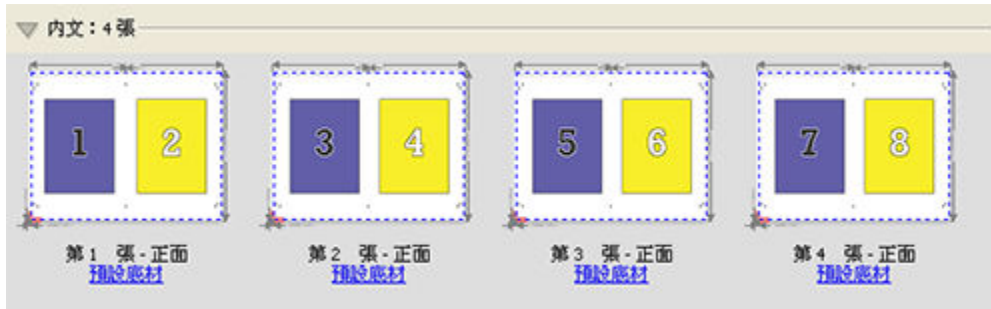 內文：4 張
1 2 3 4 5 6 7 8
第 1 張 - 正面 第 2 張 - 正面 第 3 張 - 正面 第 4 張 - 正面
預設底材 預設底材 預設底材 預設底材